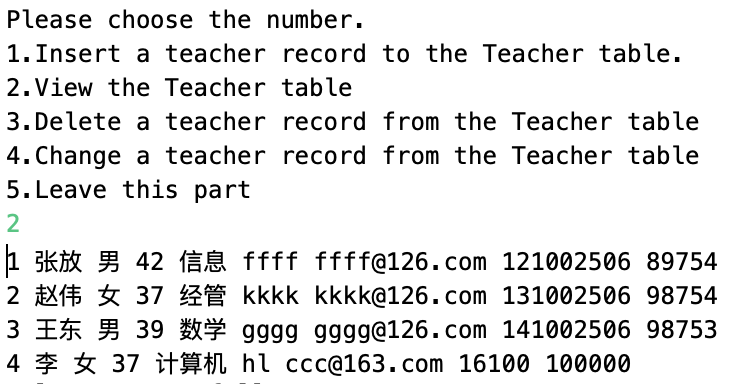 Please choose the number.
1.Insert a teacher record to the Teacher table.
2.View the Teacher table
3.Delete a teacher record from the Teacher table
4.Change a teacher record from the Teacher table
5.Leave this part
2
1 张放 男 42 信息 ffff ffff@126.com 121002506 89754
2 赵伟 女 37 经管 kkkk kkkk@126.com 131002506 98754
3 王东 男 39 数学 gggg gggg@126.com 141002506 98753
4 李 女 37 计算机 hl ccc@163.com 16100 100000